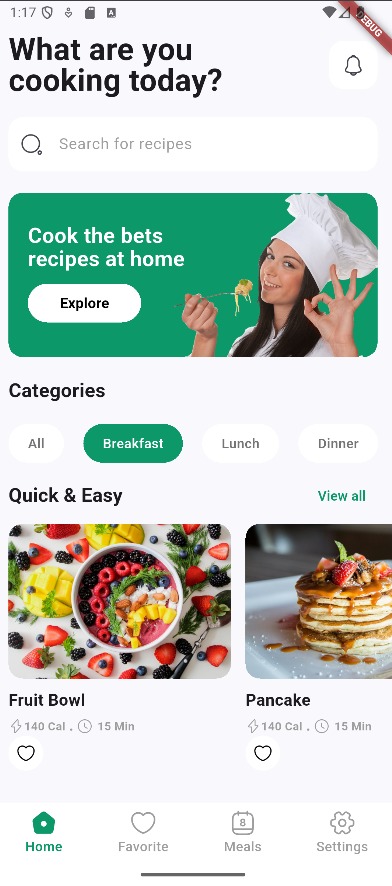 1:17
A
DEBUG
What are you
cooking today?
Search for recipes
Cook the bets
recipes at home
Explore
Categories
All Breakfast Lunch Dinner
Quick & Easy View all
Fruit Bowl Pancake
140 Cal . 15 Min 140 Cal . 15 Min
8
Home Favorite Meals Settings